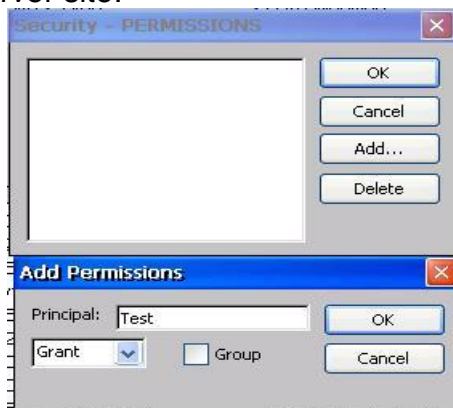 Security - PERMISSIONS
OK
Cancel
Add...
Delete
Add Permissions
Principal: Test
OK
Grant
Group
Cancel